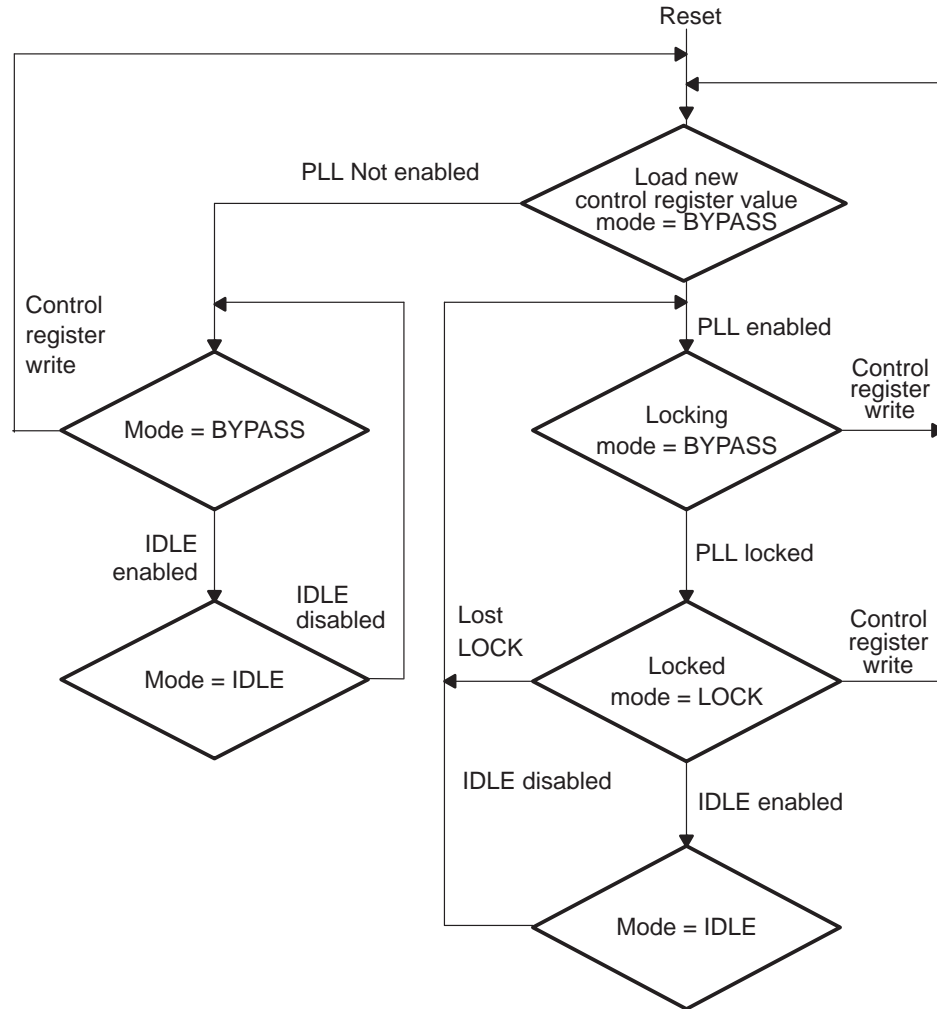 Reset
PLL Not enabled
Load new
control register value
mode = BYPASS
Control
register
write
PLL enabled
Mode = BYPASS
Locking
mode = BYPASS
Control
register
write
IDLE
enabled
PLL locked
IDLE
disabled
Mode = IDLE
Lost
LOCK
Locked
mode = LOCK
Control
register
write
IDLE disabled
IDLE enabled
Mode = IDLE